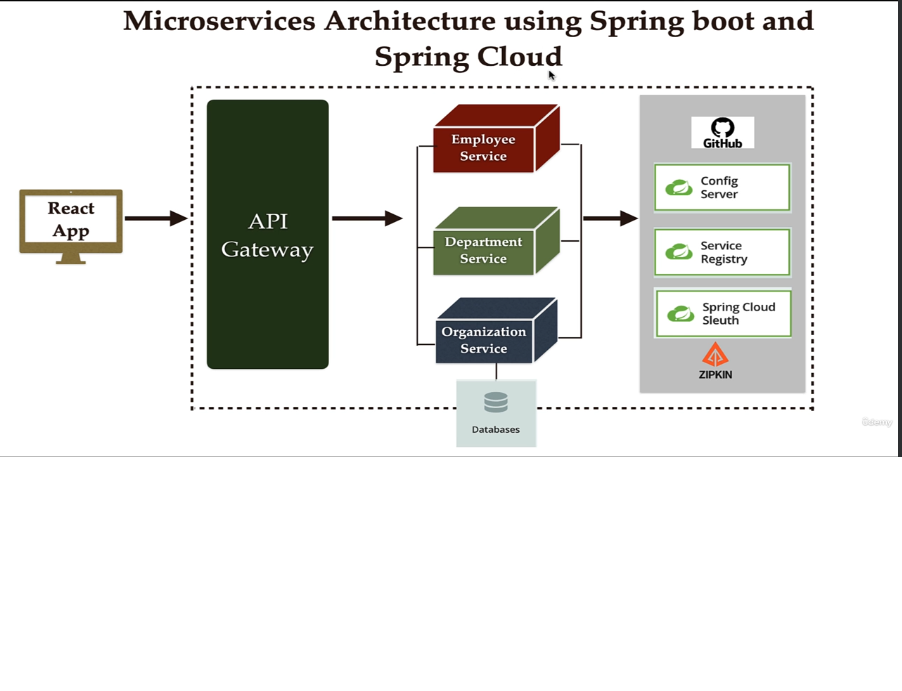 Microservices Architecture using Spring boot and
Spring Cloud
React
App
API
Gateway
Employee
Service
Department
Service
Organization
Service
Databases
GitHub
Config
Server
Service
Registry
Spring Cloud
Sleuth
ZIPKIN
Udemy